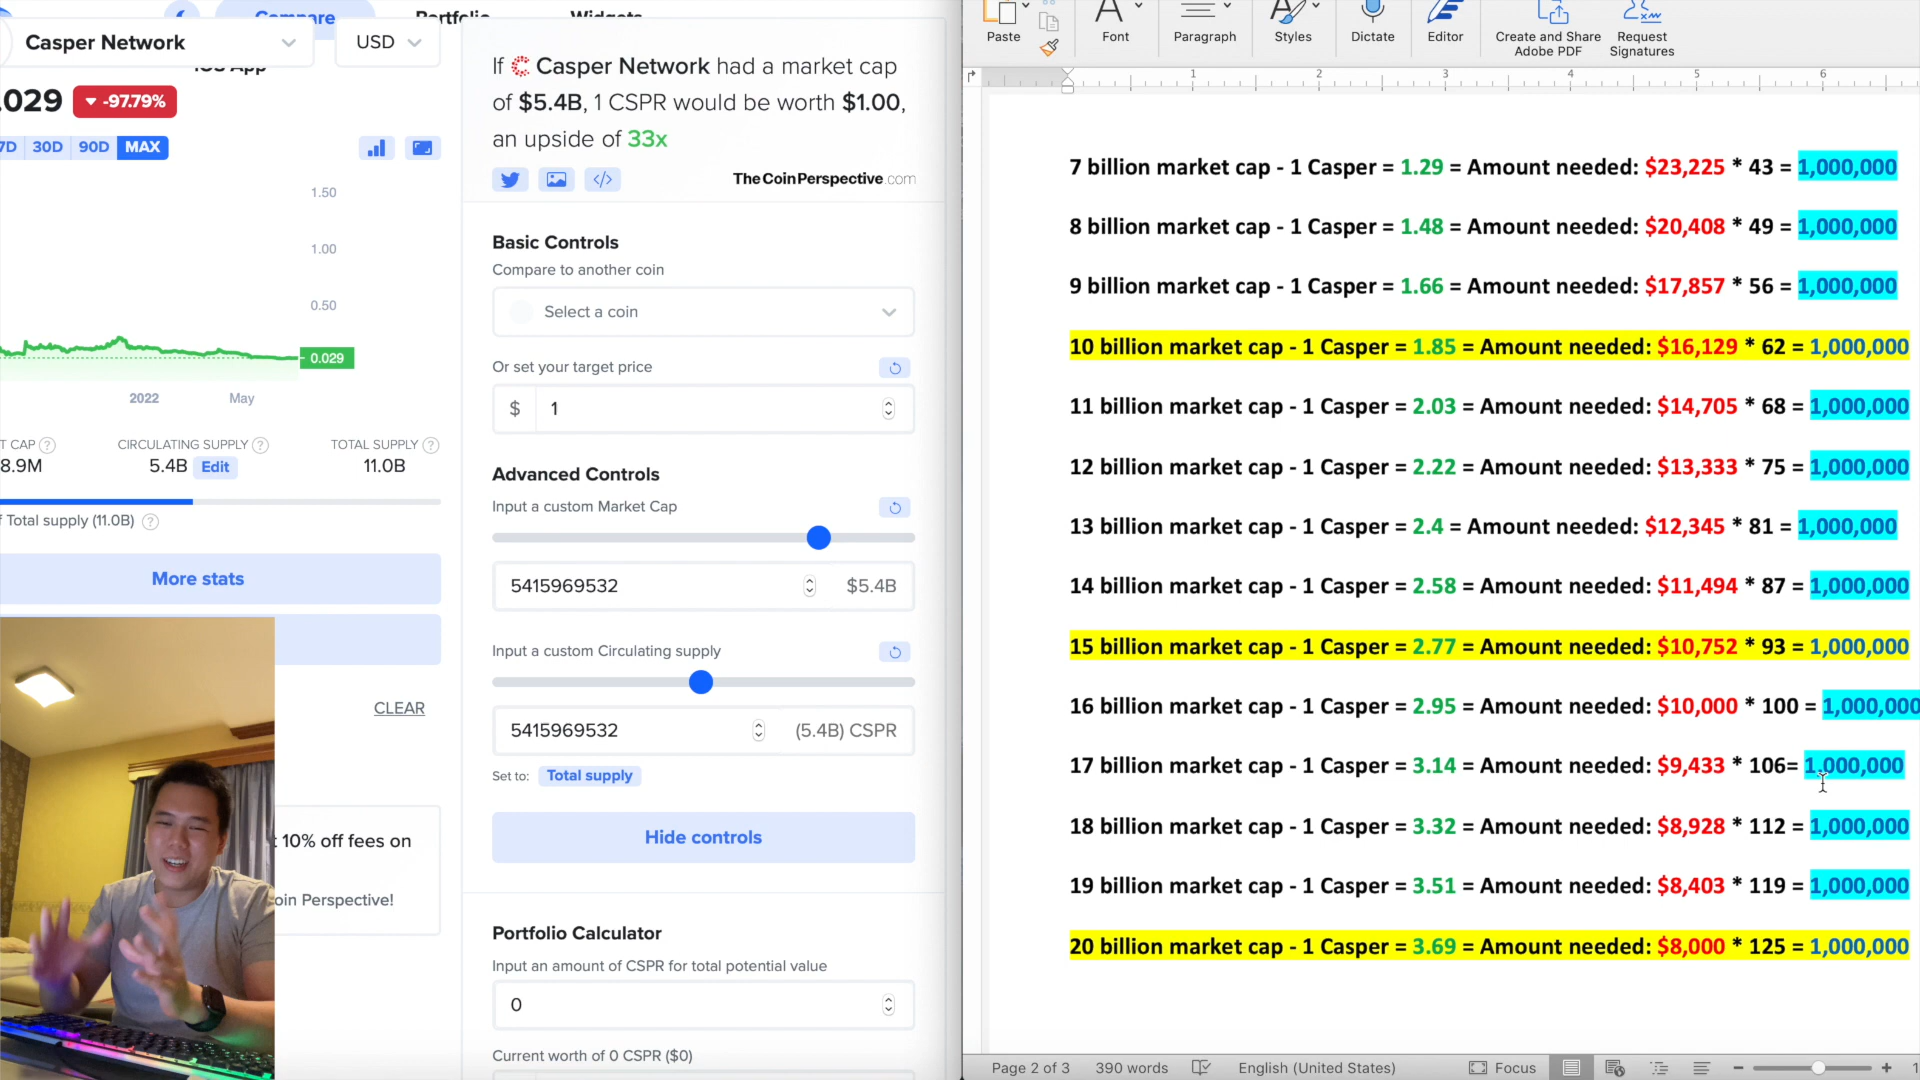 Compare
Portfolio
Widgets
Casper Network
USD
iOS App
.029
-97.79%
7D
30D
90D
MAX
1.50
1.00
0.50
0.029
2022
May
T CAP
8.9M
CIRCULATING SUPPLY
5.4B
Edit
TOTAL SUPPLY
11.0B
f Total supply (11.0B)
More stats
CLEAR
10% off fees on
oin Perspective!
If Casper Network had a market cap
of $5.4B, 1 CSPR would be worth $1.00,
an upside of 33x
TheCoinPerspective.com
Basic Controls
Compare to another coin
Select a coin
Or set your target price
$
1
Advanced Controls
Input a custom Market Cap
5415969532
$5.4B
Input a custom Circulating supply
5415969532
(5.4B) CSPR
Set to:
Total supply
Hide controls
Portfolio Calculator
Input an amount of CSPR for total potential value
0
Current worth of 0 CSPR ($0)
Paste
Font
Paragraph
Styles
Dictate
Editor
Create and Share
Adobe PDF
Request
Signatures
1
2
3
4
5
6
7 billion market cap - 1 Casper = 1.29 = Amount needed: $23,225 * 43 = 1,000,000
8 billion market cap - 1 Casper = 1.48 = Amount needed: $20,408 * 49 = 1,000,000
9 billion market cap - 1 Casper = 1.66 = Amount needed: $17,857 * 56 = 1,000,000
10 billion market cap - 1 Casper = 1.85 = Amount needed: $16,129 * 62 = 1,000,000
11 billion market cap - 1 Casper = 2.03 = Amount needed: $14,705 * 68 = 1,000,000
12 billion market cap - 1 Casper = 2.22 = Amount needed: $13,333 * 75 = 1,000,000
13 billion market cap - 1 Casper = 2.4 = Amount needed: $12,345 * 81 = 1,000,000
14 billion market cap - 1 Casper = 2.58 = Amount needed: $11,494 * 87 = 1,000,000
15 billion market cap - 1 Casper = 2.77 = Amount needed: $10,752 * 93 = 1,000,000
16 billion market cap - 1 Casper = 2.95 = Amount needed: $10,000 * 100 = 1,000,000
17 billion market cap - 1 Casper = 3.14 = Amount needed: $9,433 * 106= 1,000,000
18 billion market cap - 1 Casper = 3.32 = Amount needed: $8,928 * 112 = 1,000,000
19 billion market cap - 1 Casper = 3.51 = Amount needed: $8,403 * 119 = 1,000,000
20 billion market cap - 1 Casper = 3.69 = Amount needed: $8,000 * 125 = 1,000,000
Page 2 of 3
390 words
English (United States)
Focus